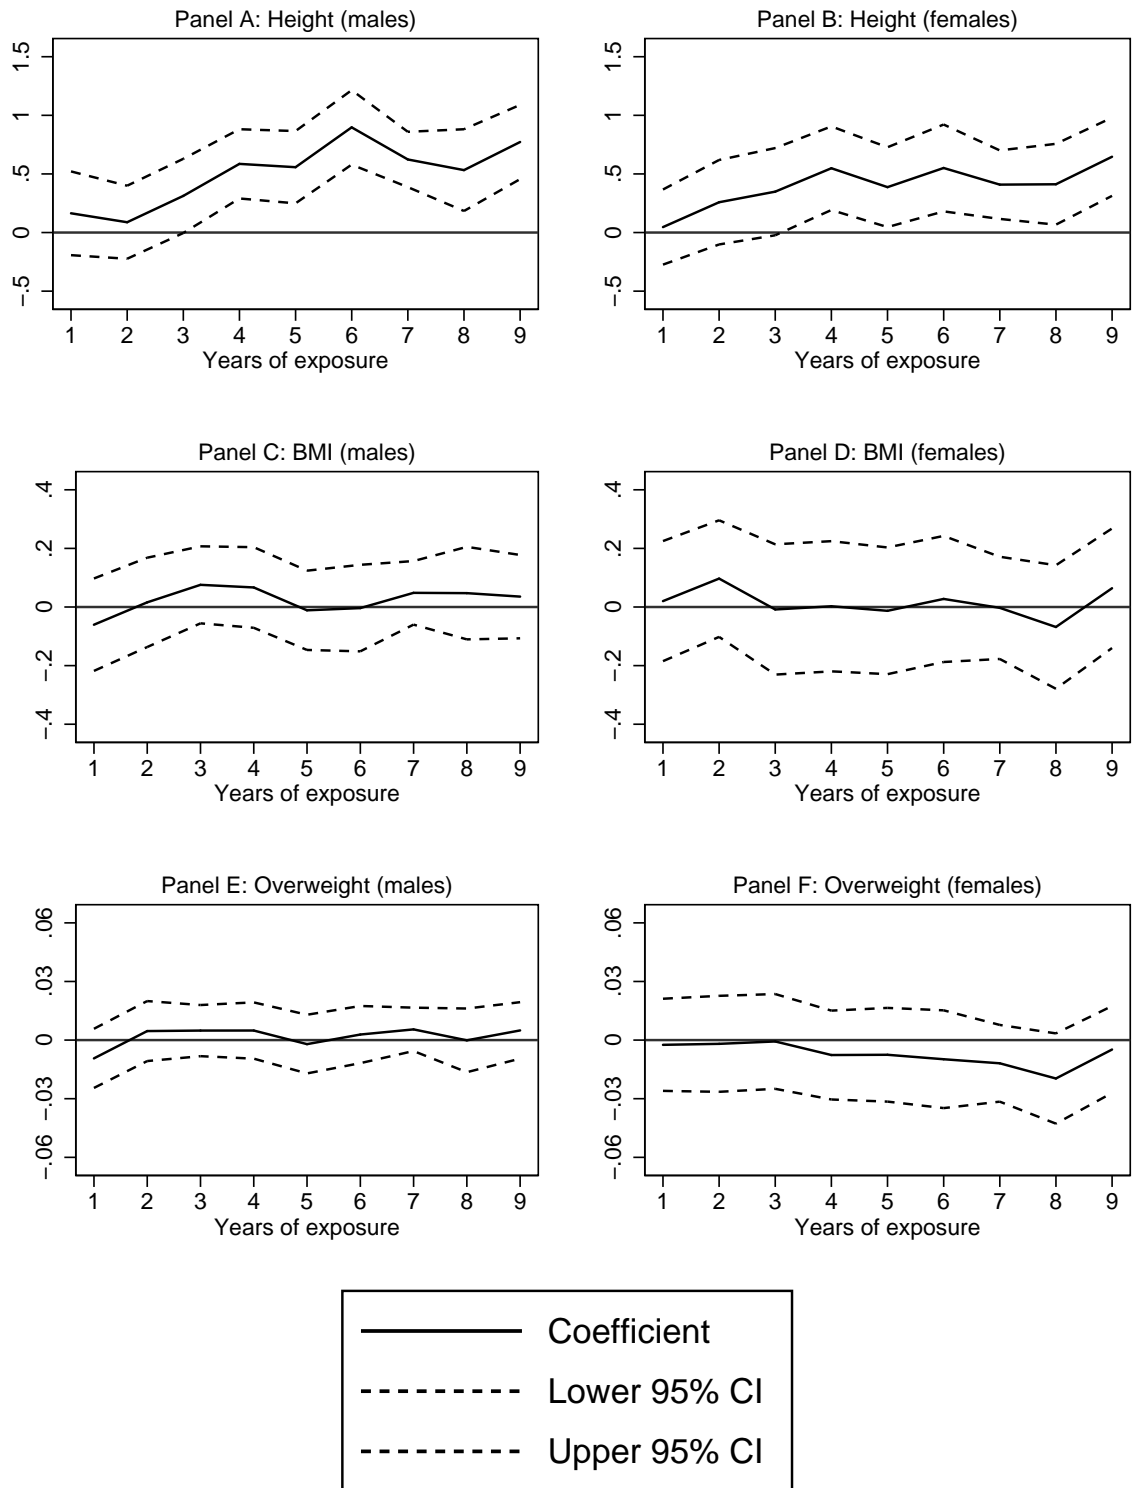 Panel A: Height (males)
1.5
1
.5
0
−.5
1 2 3 4 5 6 7 8 9
Years of exposure
Panel B: Height (females)
1.5
1
.5
0
−.5
1 2 3 4 5 6 7 8 9
Years of exposure
Panel C: BMI (males)
.4
.2
0
−.2
−.4
1 2 3 4 5 6 7 8 9
Years of exposure
Panel D: BMI (females)
.4
.2
0
−.2
−.4
1 2 3 4 5 6 7 8 9
Years of exposure
Panel E: Overweight (males)
.06
.03
0
−.03
−.06
1 2 3 4 5 6 7 8 9
Years of exposure
Panel F: Overweight (females)
.06
.03
0
−.03
−.06
1 2 3 4 5 6 7 8 9
Years of exposure
Coefficient
Lower 95% CI
Upper 95% CI